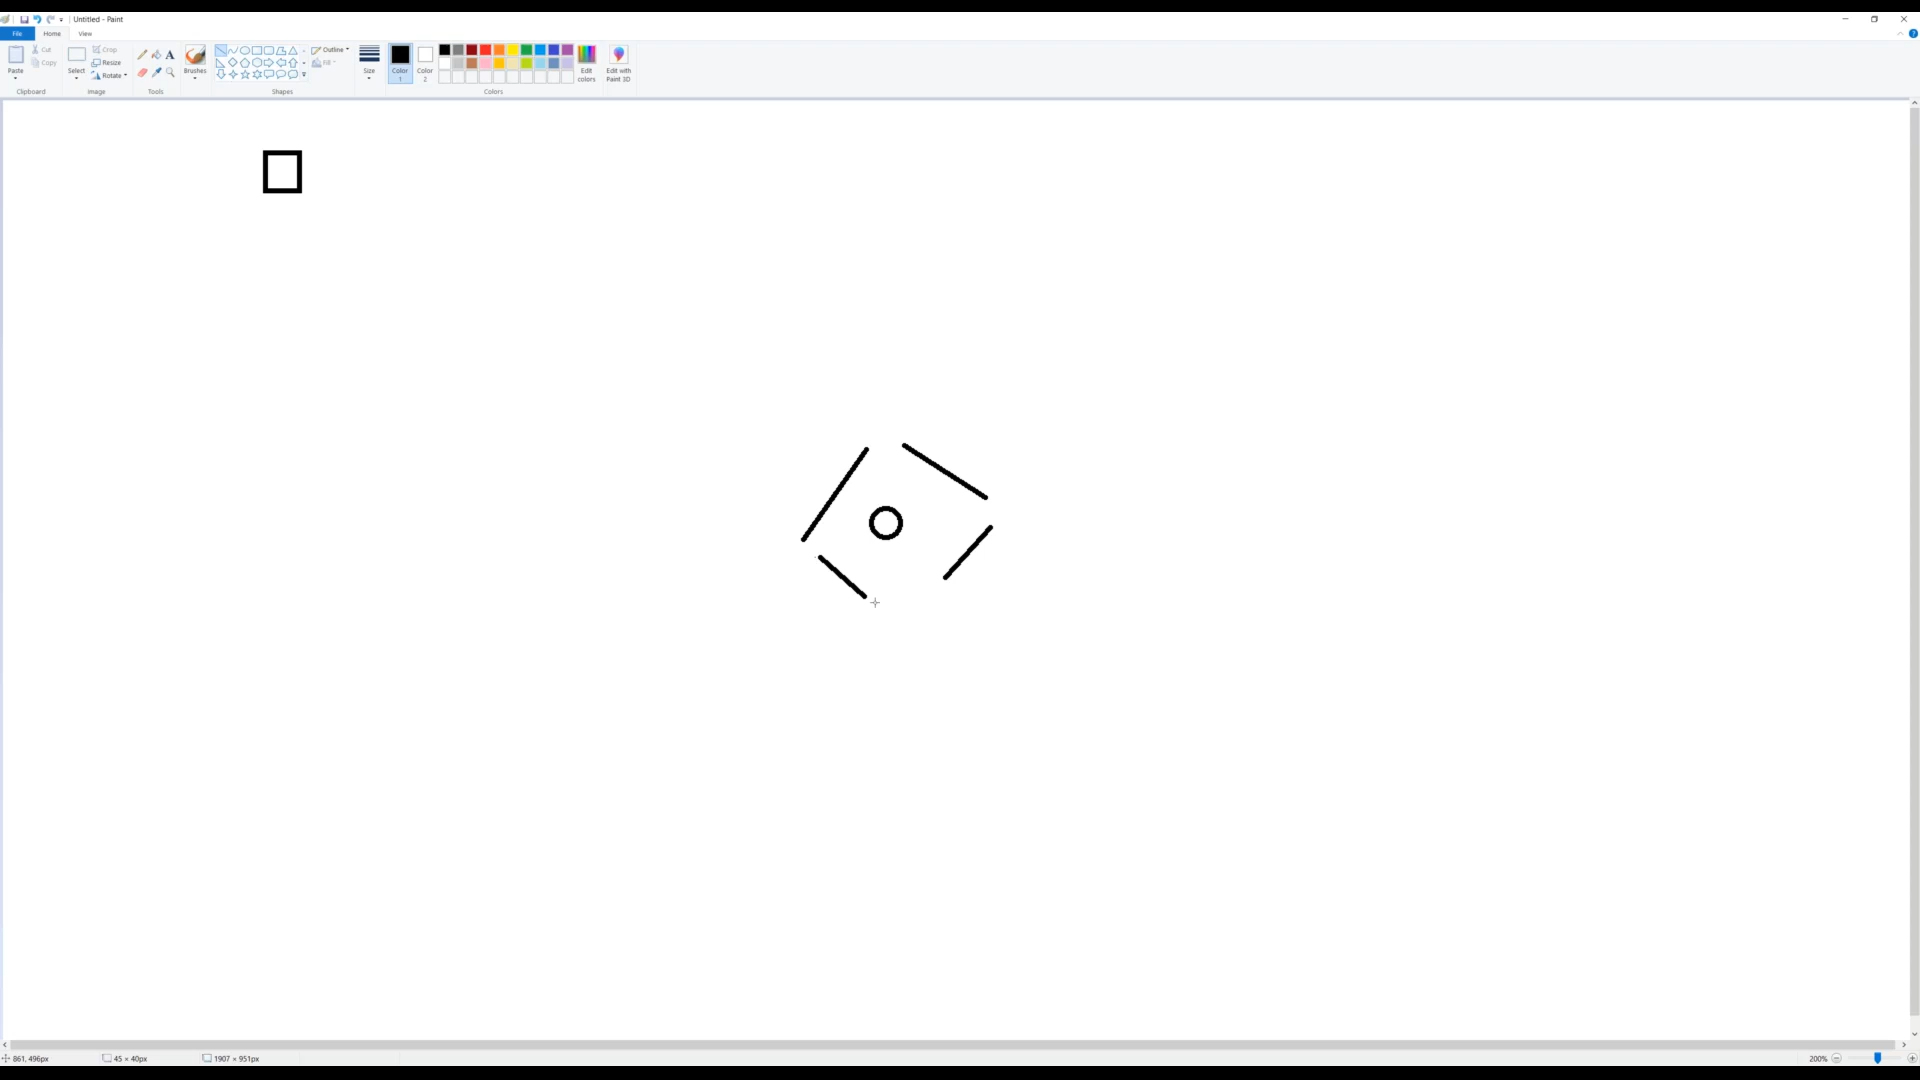 Untitled - Paint
File Home View
Paste
Cut
Copy
Clipboard
Select
Crop
Resize
Rotate
Image
Tools
Brushes
Outline
Fill
Shapes
Size
Color 1
Color 2
Edit colors
Colors
Edit with Paint 3D
861, 496px 45 × 40px 1907 × 951px 200%